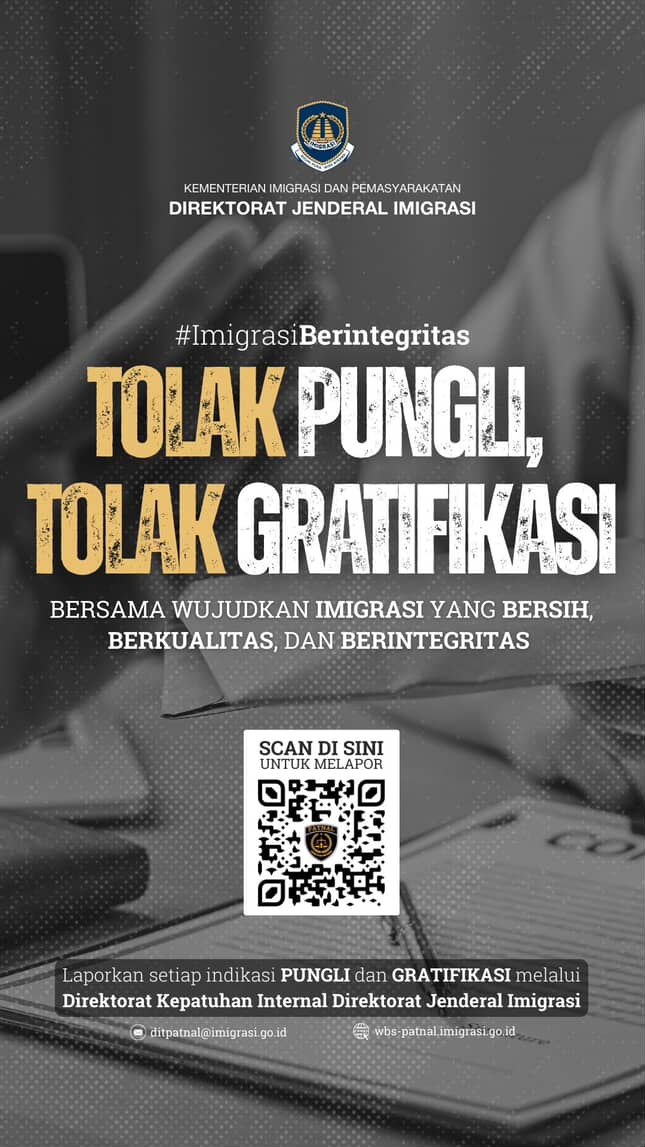 IMIGRASI
KEMENTERIAN IMIGRASI DAN PEMASYARAKATAN
DIREKTORAT JENDERAL IMIGRASI
#ImigrasiBerintegritas
TOLAK PUNGLI,
TOLAK GRATIFIKASI
BERSAMA WUJUDKAN IMIGRASI YANG BERSIH,
BERKUALITAS, DAN BERINTEGRITAS
SCAN DI SINI
UNTUK MELAPOR
PATNAL
Laporkan setiap indikasi PUNGLI dan GRATIFIKASI melalui
Direktorat Kepatuhan Internal Direktorat Jenderal Imigrasi
ditpatnal@imigrasi.go.id
wbs-patnal.imigrasi.go.id